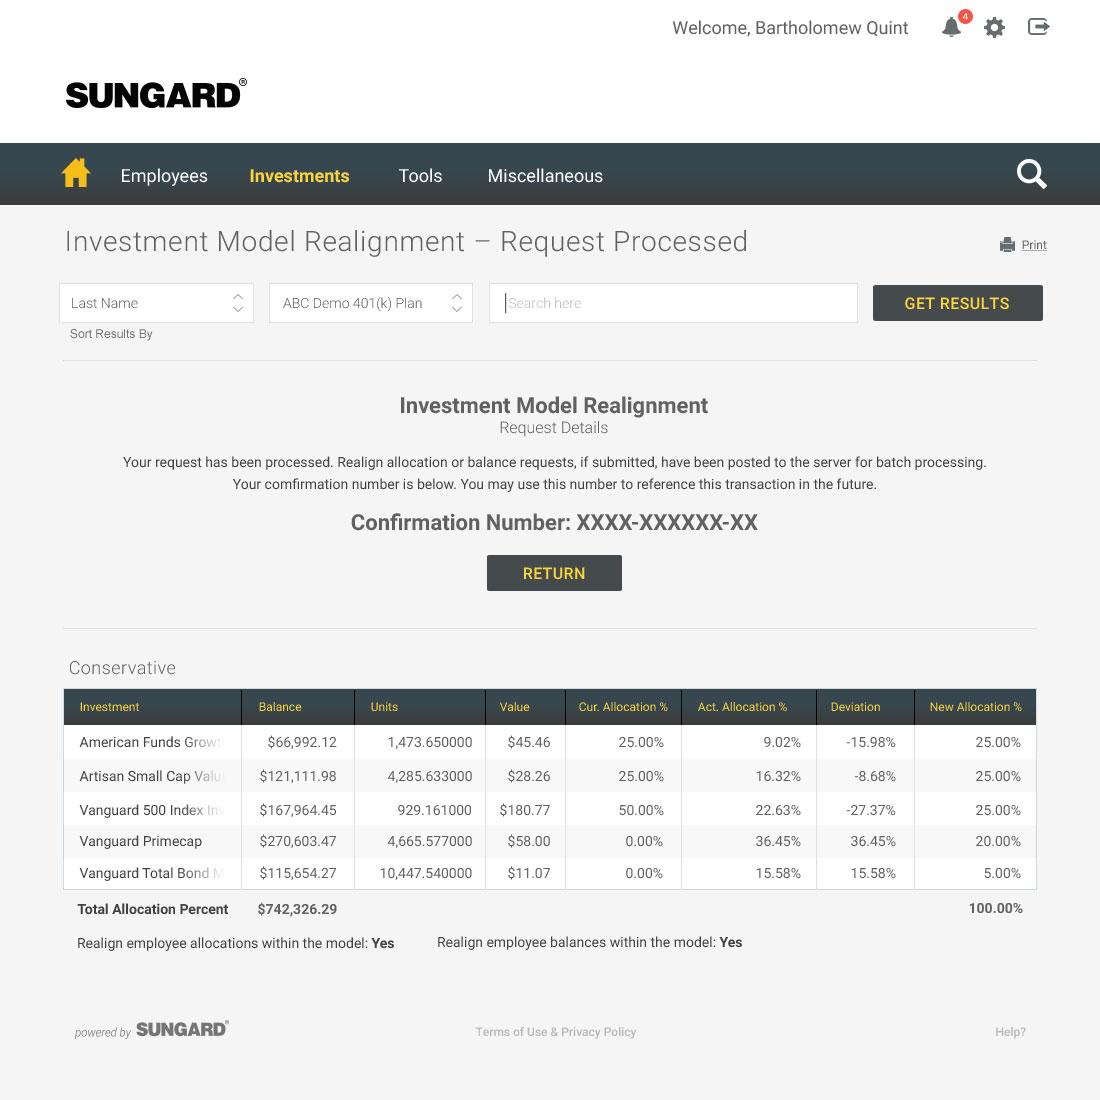 Welcome, Bartholomew Quint 4
SUNGARD®
Employees Investments Tools Miscellaneous
Investment Model Realignment – Request Processed
Print
Last Name ABC Demo 401(k) Plan Search here GET RESULTS
Sort Results By
Investment Model Realignment
Request Details
Your request has been processed. Realign allocation or balance requests, if submitted, have been posted to the server for batch processing.
Your comfirmation number is below. You may use this number to reference this transaction in the future.
Confirmation Number: XXXX-XXXXXX-XX
RETURN
Conservative
Investment Balance Units Value Cur. Allocation % Act. Allocation % Deviation New Allocation %
American Funds Growt $66,992.12 1,473.650000 $45.46 25.00% 9.02% -15.98% 25.00%
Artisan Small Cap Valu $121,111.98 4,285.633000 $28.26 25.00% 16.32% -8.68% 25.00%
Vanguard 500 Index Inv $167,964.45 929.161000 $180.77 50.00% 22.63% -27.37% 25.00%
Vanguard Primecap $270,603.47 4,665.577000 $58.00 0.00% 36.45% 36.45% 20.00%
Vanguard Total Bond M $115,654.27 10,447.540000 $11.07 0.00% 15.58% 15.58% 5.00%
Total Allocation Percent $742,326.29 100.00%
Realign employee allocations within the model: Yes Realign employee balances within the model: Yes
powered by SUNGARD® Terms of Use & Privacy Policy Help?